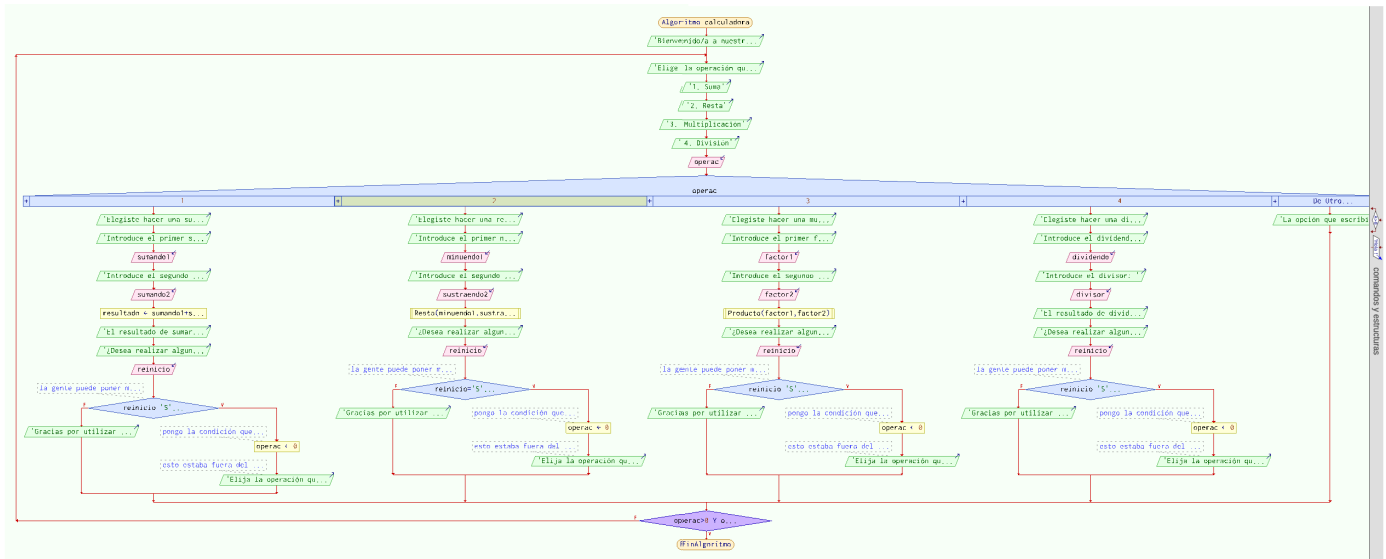 Algoritmo calculadora
'Bienvenido/a a nuestr...
'Elige la operación qu...
'1. Suma'
'2. Resta'
'3. Multiplicación'
'4. División'
operac
operac
+ 1 + 2 + 3 + 4 + De Otro...
'Elegiste hacer una su...
'Introduce el primer s...
sumando1
'Introduce el segundo ...
sumando2
resultado ← sumando1+s...
'El resultado de sumar...
'¿Desea realizar algun...
reinicio
la gente puede poner m...
reinicio 'S'...
F
V
'Gracias por utilizar ...
pongo la condición que...
operac ← 0
esto estaba fuera del ...
'Elija la operación qu...
'Elegiste hacer una re...
'Introduce el primer n...
minuendo1
'Introduce el segundo ...
sustraendo2
Resta(minuendo1,sustra...
'¿Desea realizar algun...
reinicio
la gente puede poner m...
reinicio='S'...
F
V
'Gracias por utilizar ...
pongo la condición que...
operac ← 0
esto estaba fuera del ...
'Elija la operación qu...
'Elegiste hacer una mu...
'Introduce el primer f...
factor1
'Introduce el segundo ...
factor2
Producto(factor1,factor2)
'¿Desea realizar algun...
reinicio
la gente puede poner m...
reinicio 'S'...
F
V
'Gracias por utilizar ...
pongo la condición que...
operac ← 0
esto estaba fuera del ...
'Elija la operación qu...
'Elegiste hacer una di...
'Introduce el dividend...
dividendo
'Introduce el divisor: '
divisor
'El resultado de divid...
'¿Desea realizar algun...
reinicio
la gente puede poner m...
reinicio 'S'...
F
V
'Gracias por utilizar ...
pongo la condición que...
operac ← 0
esto estaba fuera del ...
'Elija la operación qu...
'La opción que escribi
operac>0 Y o...
F
V
FinAlgoritmo
comandos y estructuras